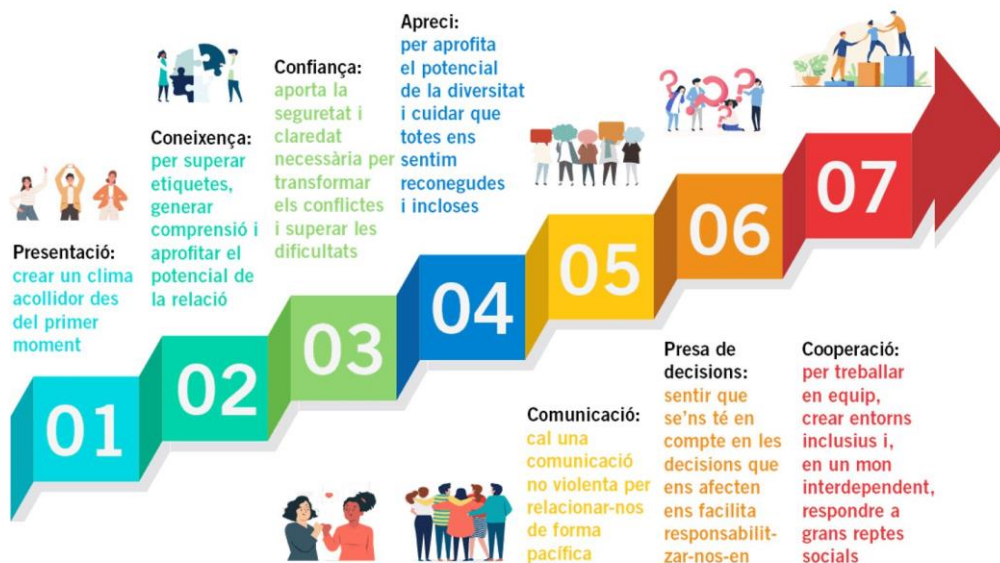 01
Presentació:
crear un clima
acollidor des
del primer
moment
02
Coneixença:
per superar
etiquetes,
generar
comprensió i
aprofitar el
potencial de
la relació
03
Confiança:
aporta la
seguretat i
claredat
necessària per
transformar
els conflictes
i superar les
dificultats
04
Apreci:
per aprofita
el potencial
de la diversitat
i cuidar que
totes ens
sentim
reconegudes
i incloses
05
Comunicació:
cal una
comunicació
no violenta per
relacionar-nos
de forma
pacífica
06
Presa de
decisions:
sentir que
se'ns té en
compte en les
decisions que
ens afecten
ens facilita
responsabilit-
zar-nos-en
07
Cooperació:
per treballar
en equip,
crear entorns
inclusius i,
en un mon
interdependent,
respondre a
grans reptes
socials